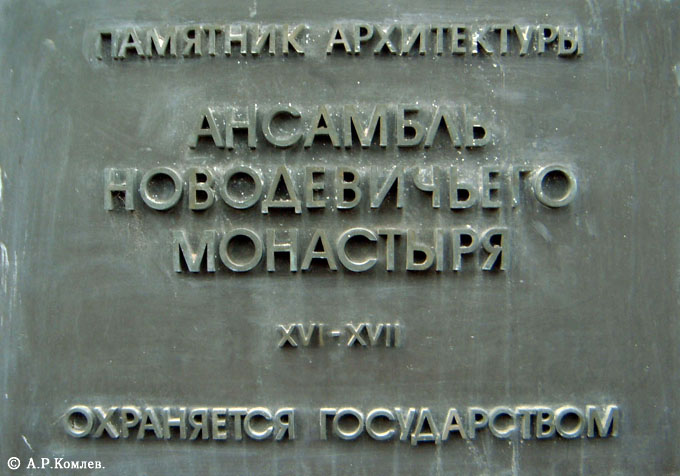 ПАМЯТНИК АРХИТЕКТУРЫ
АНСАМБЛЬ
НОВОДЕВИЧЬЕГО
МОНАСТЫРЯ
XVI-XVII
ОХРАНЯЕТСЯ ГОСУДАРСТВОМ
© А.Р.Комлев.